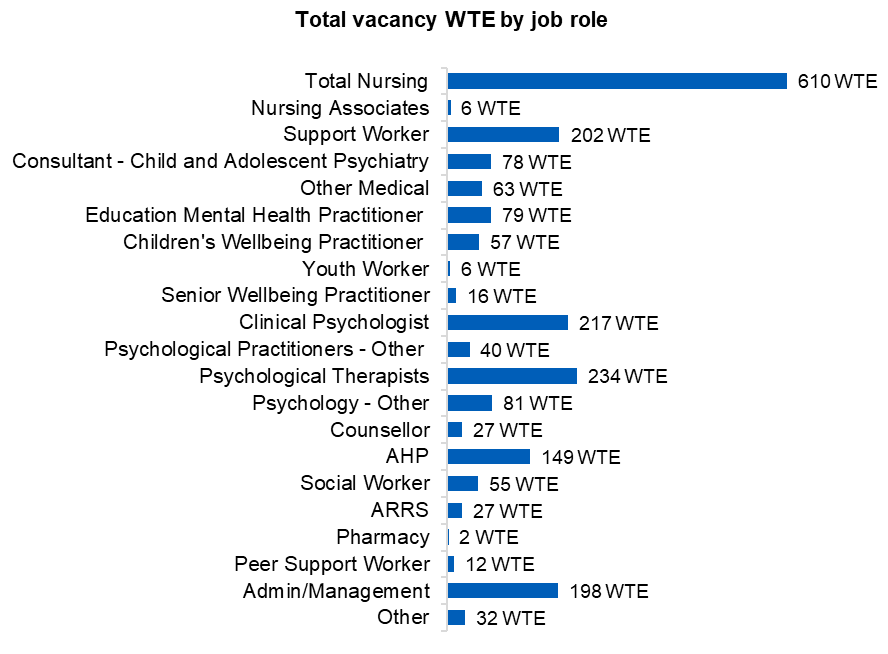 Total vacancy WTE by job role
Total Nursing 610 WTE
Nursing Associates 6 WTE
Support Worker 202 WTE
Consultant - Child and Adolescent Psychiatry 78 WTE
Other Medical 63 WTE
Education Mental Health Practitioner 79 WTE
Children's Wellbeing Practitioner 57 WTE
Youth Worker 6 WTE
Senior Wellbeing Practitioner 16 WTE
Clinical Psychologist 217 WTE
Psychological Practitioners - Other 40 WTE
Psychological Therapists 234 WTE
Psychology - Other 81 WTE
Counsellor 27 WTE
AHP 149 WTE
Social Worker 55 WTE
ARRS 27 WTE
Pharmacy 2 WTE
Peer Support Worker 12 WTE
Admin/Management 198 WTE
Other 32 WTE